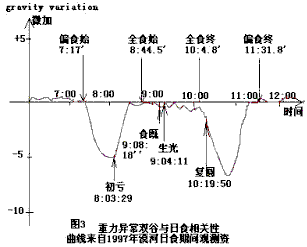 gravity variation
微加
+5
偏食始 全食始 全食终 偏食终
7:17' 8:44.5' 10:4.8' 11:31.8'
7:00 8:00 9:00 10:00 11:00 12:00
时间
食既
9:08:
18''
生光
9:04:11
-5
初亏
8:03:29
复圆
10:19:50
-10
图3 重力异常双谷与日食相关性
曲线来自1997年漠河日食期间观测资